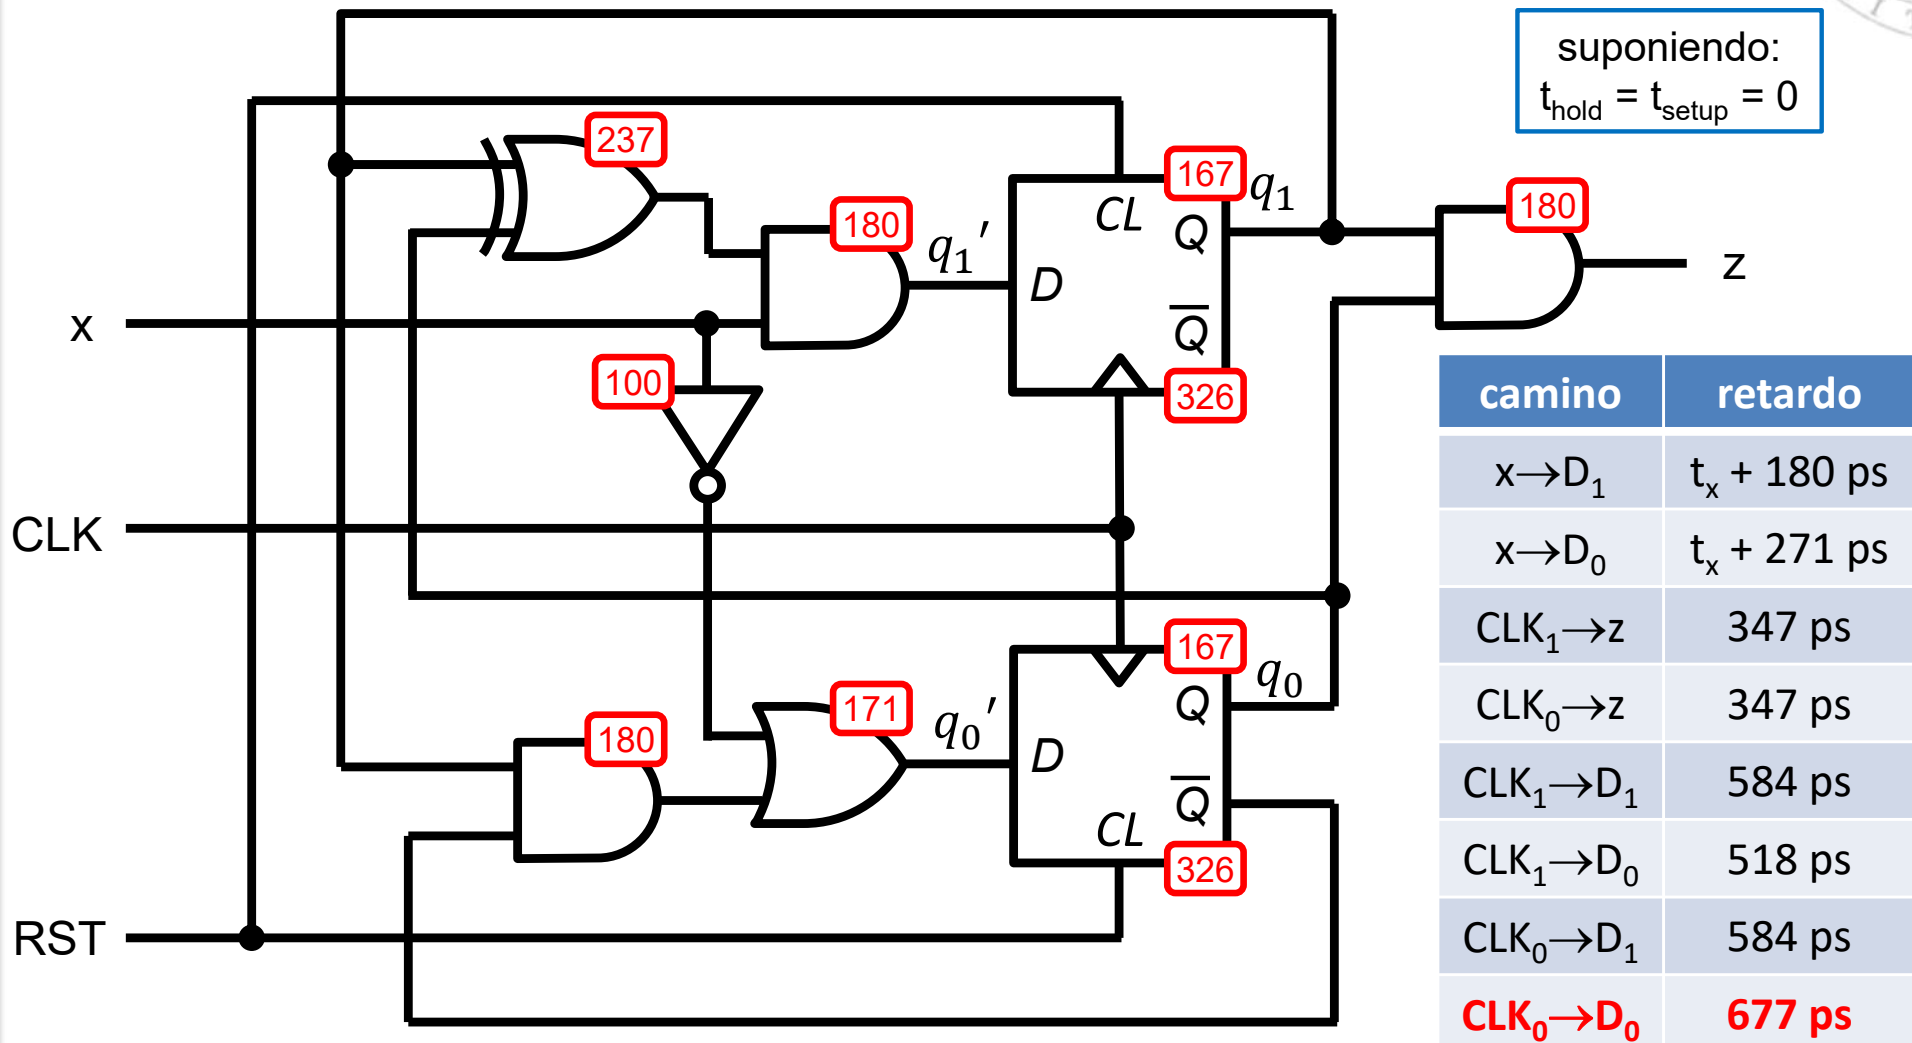 suponiendo:
t_hold = t_setup = 0
237
167
q₁
180
180
CL
Q
q₁′
z
D
x
Q̅
100
326
camino retardo
x→D₁ tₓ + 180 ps
CLK
x→D₀ tₓ + 271 ps
CLK₁→z 347 ps
167
q₀
171
CLK₀→z 347 ps
Q
180
q₀′
D
CLK₁→D₁ 584 ps
Q̅
CL
CLK₁→D₀ 518 ps
326
RST
CLK₀→D₁ 584 ps
CLK₀→D₀ 677 ps